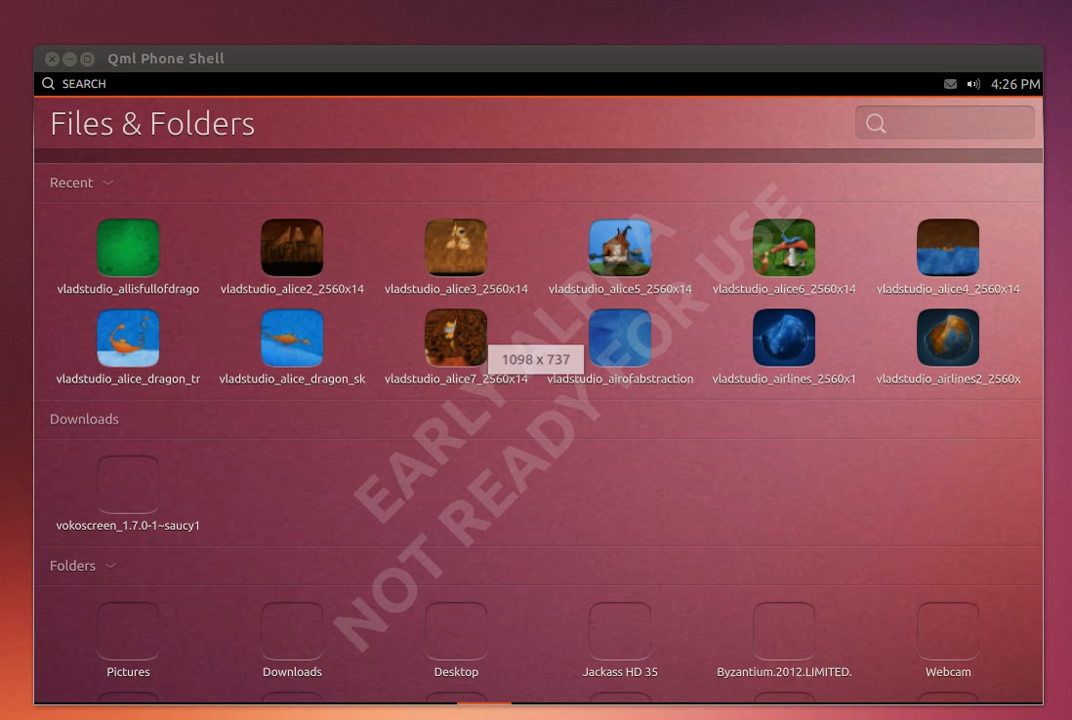 Qml Phone Shell
SEARCH
4:26 PM
Files & Folders
Recent
vladstudio_allisfullofdrago
vladstudio_alice2_2560x14
vladstudio_alice3_2560x14
vladstudio_alice5_2560x14
vladstudio_alice6_2560x14
vladstudio_alice4_2560x14
vladstudio_alice_dragon_tr
vladstudio_alice_dragon_sk
vladstudio_alice7_2560x14
vladstudio_airofabstraction
vladstudio_airlines_2560x1
vladstudio_airlines2_2560x
1098 x 737
EARLY ALPHA
NOT READY FOR USE
Downloads
vokoscreen_1.7.0-1~saucy1
Folders
Pictures
Downloads
Desktop
Jackass HD 35
Byzantium.2012.LIMITED.
Webcam